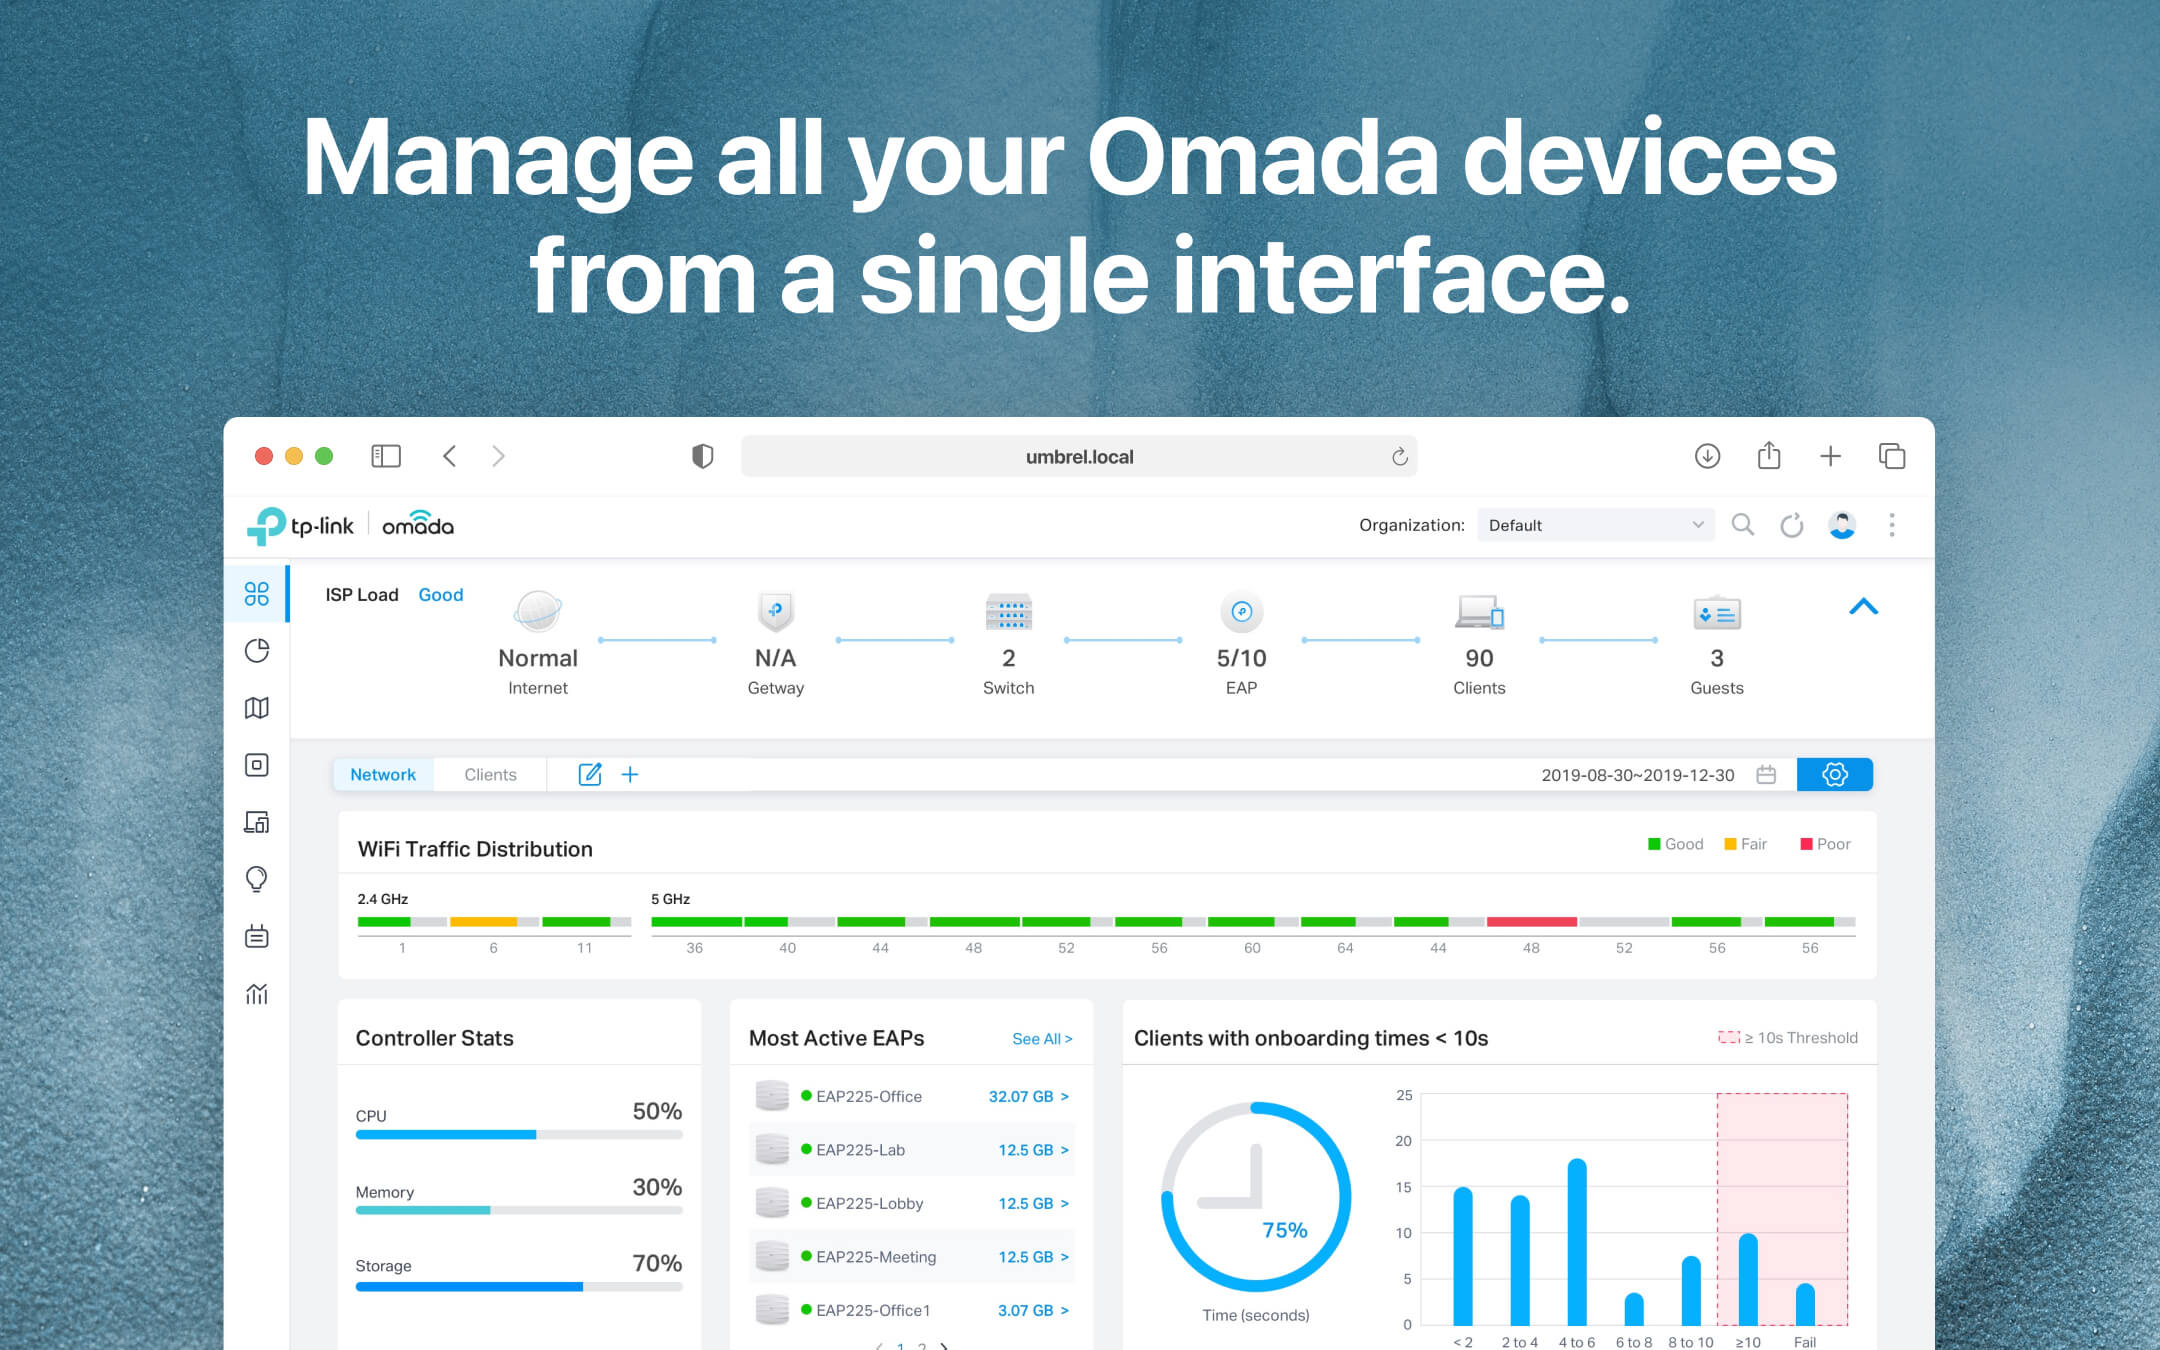 Manage all your Omada devices
from a single interface.
umbrel.local
tp-link | omada
Organization: Default
ISP Load Good
Normal
Internet
N/A
Getway
2
Switch
5/10
EAP
90
Clients
3
Guests
Network Clients
2019-08-30~2019-12-30
WiFi Traffic Distribution
Good Fair Poor
2.4 GHz
1 6 11
5 GHz
36 40 44 48 52 56 60 64 44 48 52 56 56
Controller Stats
CPU 50%
Memory 30%
Storage 70%
Most Active EAPs See All >
EAP225-Office 32.07 GB >
EAP225-Lab 12.5 GB >
EAP225-Lobby 12.5 GB >
EAP225-Meeting 12.5 GB >
EAP225-Office1 3.07 GB >
< 1 2 >
Clients with onboarding times < 10s
≥ 10s Threshold
75%
Time (seconds)
25
20
15
10
5
0
< 2 2 to 4 4 to 6 6 to 8 8 to 10 ≥10 Fail